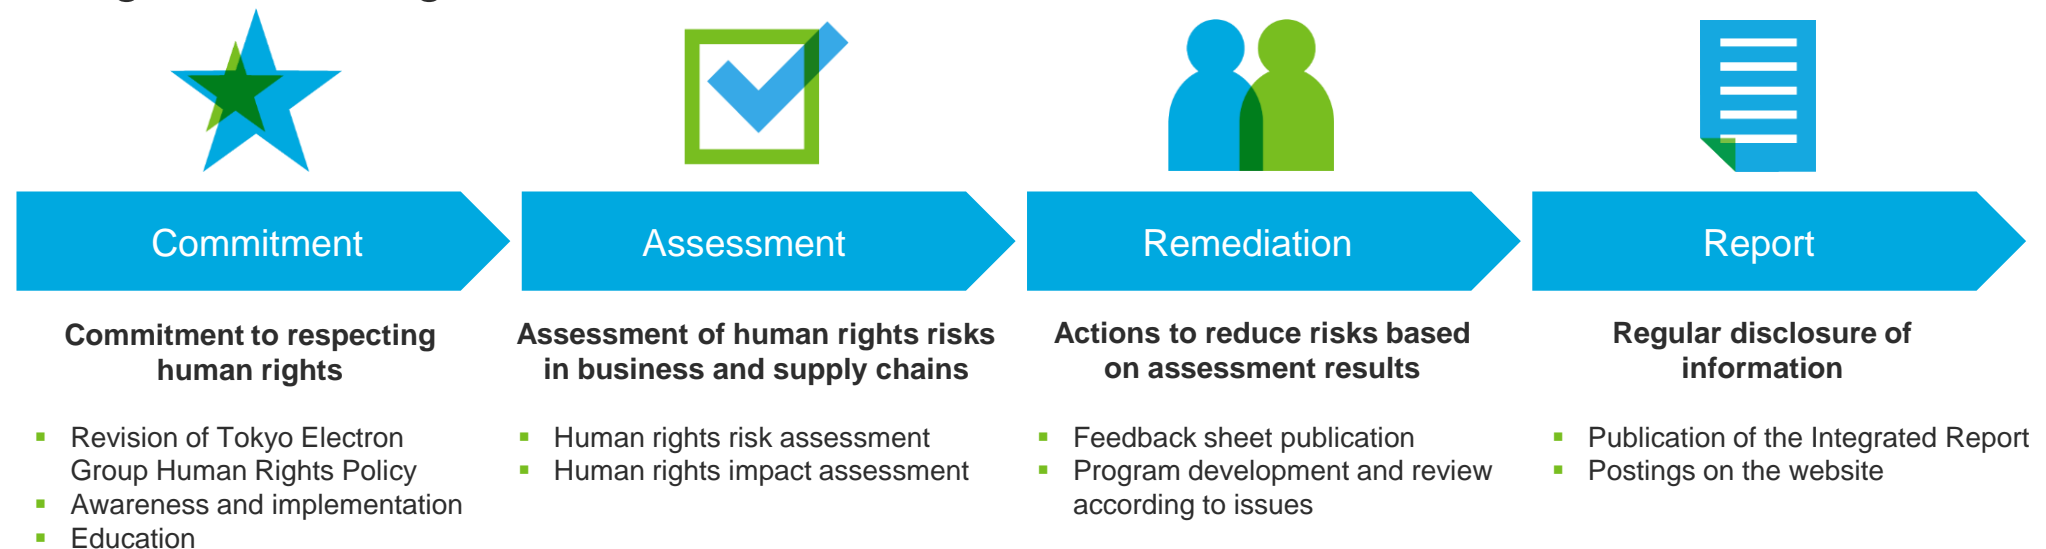 Commitment
Commitment to respecting
human rights
Revision of Tokyo Electron
Group Human Rights Policy
Awareness and implementation
Education
Assessment
Assessment of human rights risks
in business and supply chains
Human rights risk assessment
Human rights impact assessment
Remediation
Actions to reduce risks based
on assessment results
Feedback sheet publication
Program development and review
according to issues
Report
Regular disclosure of
information
Publication of the Integrated Report
Postings on the website